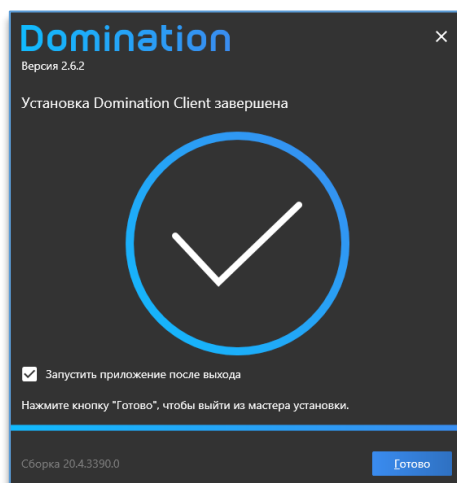 Domination
Версия 2.6.2
Установка Domination Client завершена
Запустить приложение после выхода
Нажмите кнопку "Готово", чтобы выйти из мастера установки.
Сборка 20.4.3390.0
Готово